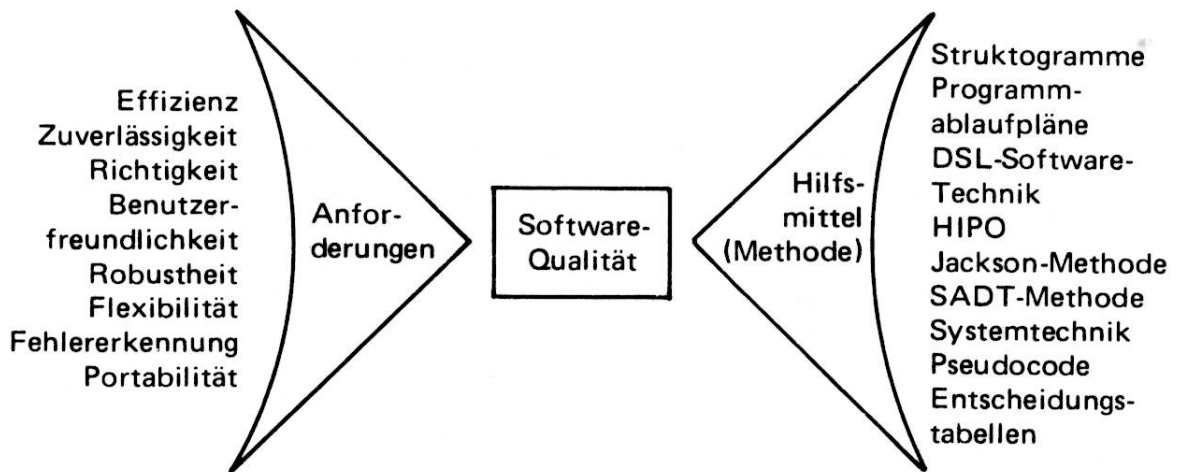 Effizienz
Zuverlässigkeit
Richtigkeit
Benutzer-
freundlichkeit
Robustheit
Flexibilität
Fehlererkennung
Portabilität
Anfor-
derungen
Software-
Qualität
Hilfs-
mittel
(Methode)
Struktogramme
Programm-
ablaufpläne
DSL-Software-
Technik
HIPO
Jackson-Methode
SADT-Methode
Systemtechnik
Pseudocode
Entscheidungs-
tabellen